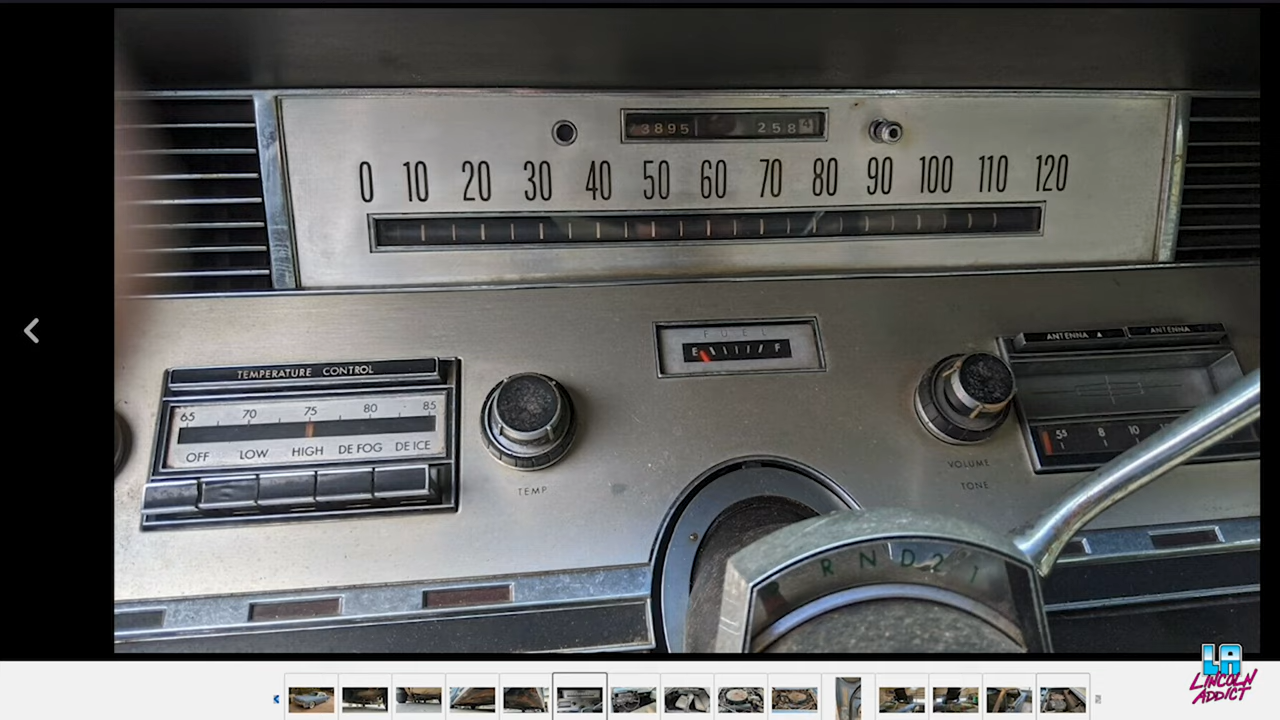 3895 258
0 10 20 30 40 50 60 70 80 90 100 110 120
FUEL
E F
TEMPERATURE CONTROL
65 70 75 80 85
OFF LOW HIGH DE FOG DE ICE
TEMP
ANTENNA ▲ ANTENNA
55 8 10
VOLUME
TONE
R N D 2 1
LA
LINCOLN
ADDICT